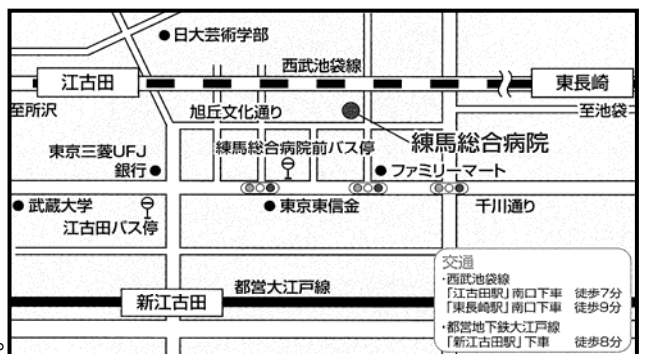 日大芸術学部
西武池袋線
江古田
東長崎
至所沢
旭丘文化通り
至池袋
練馬総合病院
東京三菱UFJ
銀行
練馬総合病院前バス停
ファミリーマート
武蔵大学
江古田バス停
東京東信金
千川通り
都営大江戸線
新江古田
交通
・西武池袋線
「江古田駅」南口下車 徒歩7分
「東長崎駅」南口下車 徒歩9分
・都営地下鉄大江戸線
「新江古田駅」下車 徒歩8分
。